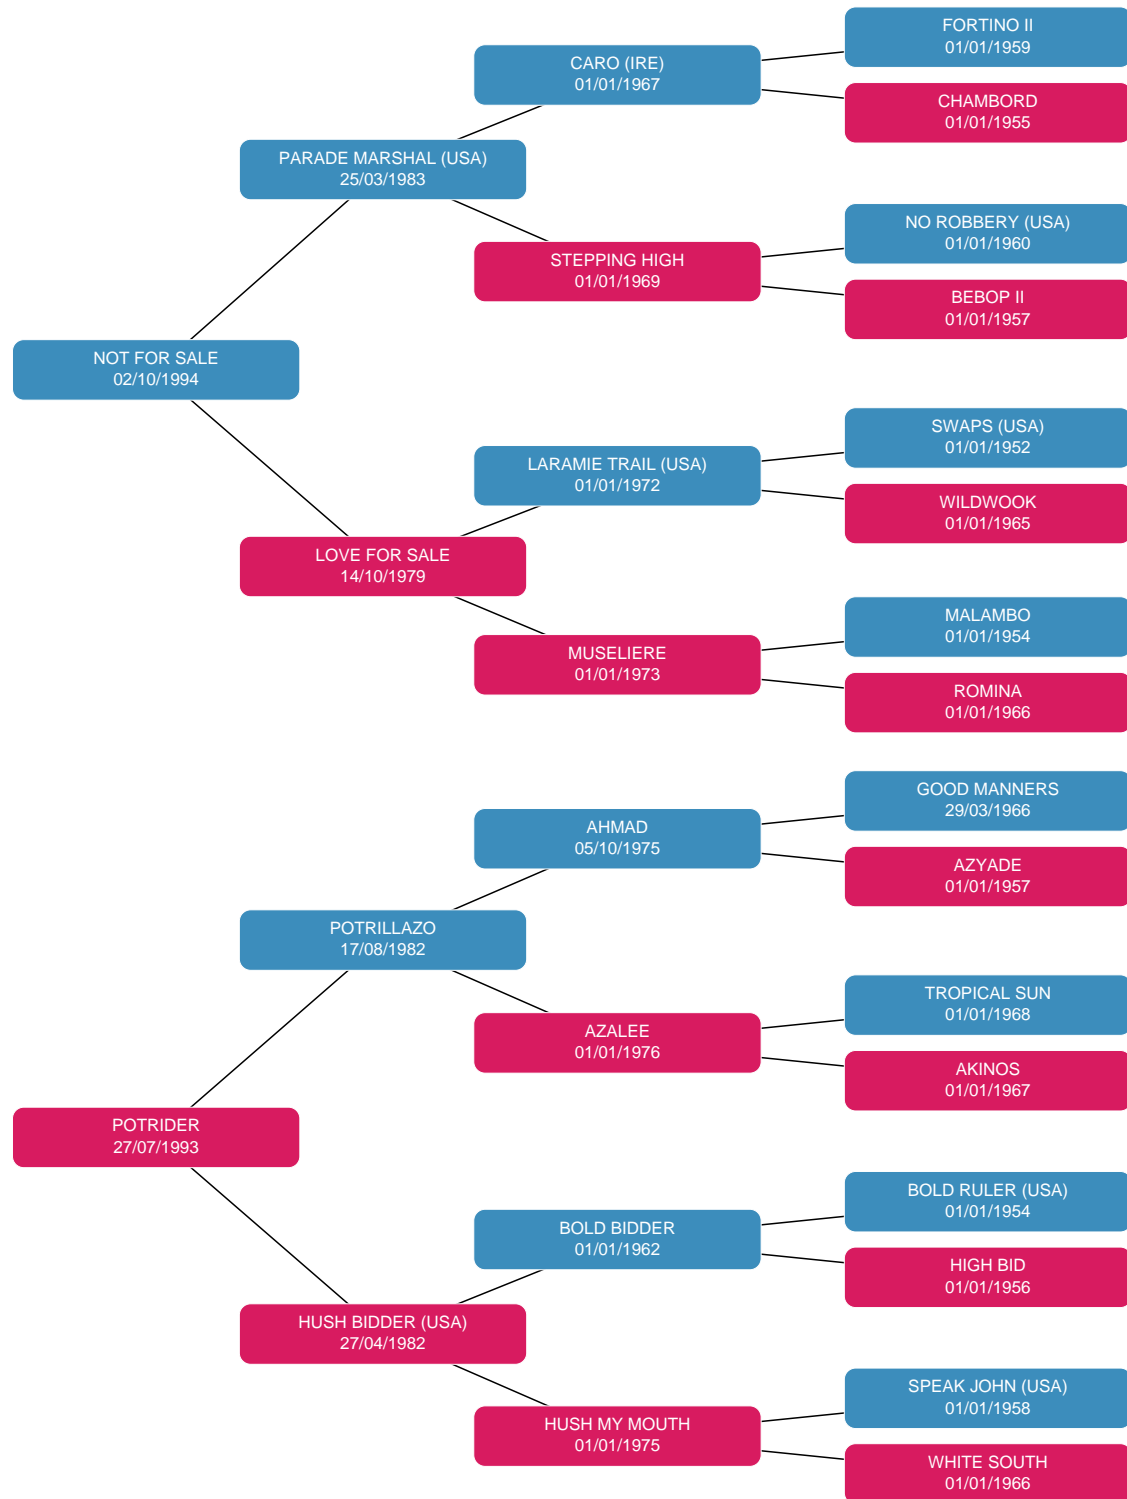 FORTINO II
01/01/1959
CARO (IRE)
01/01/1967
CHAMBORD
01/01/1955
PARADE MARSHAL (USA)
25/03/1983
NO ROBBERY (USA)
01/01/1960
STEPPING HIGH
01/01/1969
BEBOP II
01/01/1957
NOT FOR SALE
02/10/1994
SWAPS (USA)
01/01/1952
LARAMIE TRAIL (USA)
01/01/1972
WILDWOOK
01/01/1965
LOVE FOR SALE
14/10/1979
MALAMBO
01/01/1954
MUSELIERE
01/01/1973
ROMINA
01/01/1966
GOOD MANNERS
29/03/1966
AHMAD
05/10/1975
AZYADE
01/01/1957
POTRILLAZO
17/08/1982
TROPICAL SUN
01/01/1968
AZALEE
01/01/1976
AKINOS
01/01/1967
POTRIDER
27/07/1993
BOLD RULER (USA)
01/01/1954
BOLD BIDDER
01/01/1962
HIGH BID
01/01/1956
HUSH BIDDER (USA)
27/04/1982
SPEAK JOHN (USA)
01/01/1958
HUSH MY MOUTH
01/01/1975
WHITE SOUTH
01/01/1966